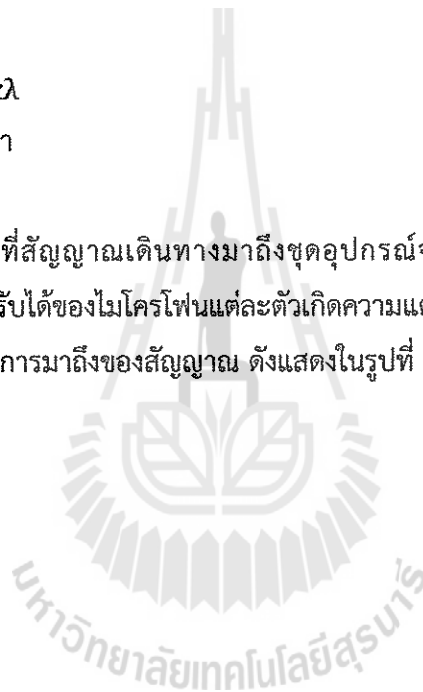 λ
า
ที่สัญญาณเดินทางมาถึงชุดอุปกรณ์
รับได้ของไมโครโฟนแต่ละตัวเกิดความ
การมาถึงของสัญญาณ ดังแสดงในรูปที่
มหาวิทยาลัยเทคโนโลยีสุรนารี